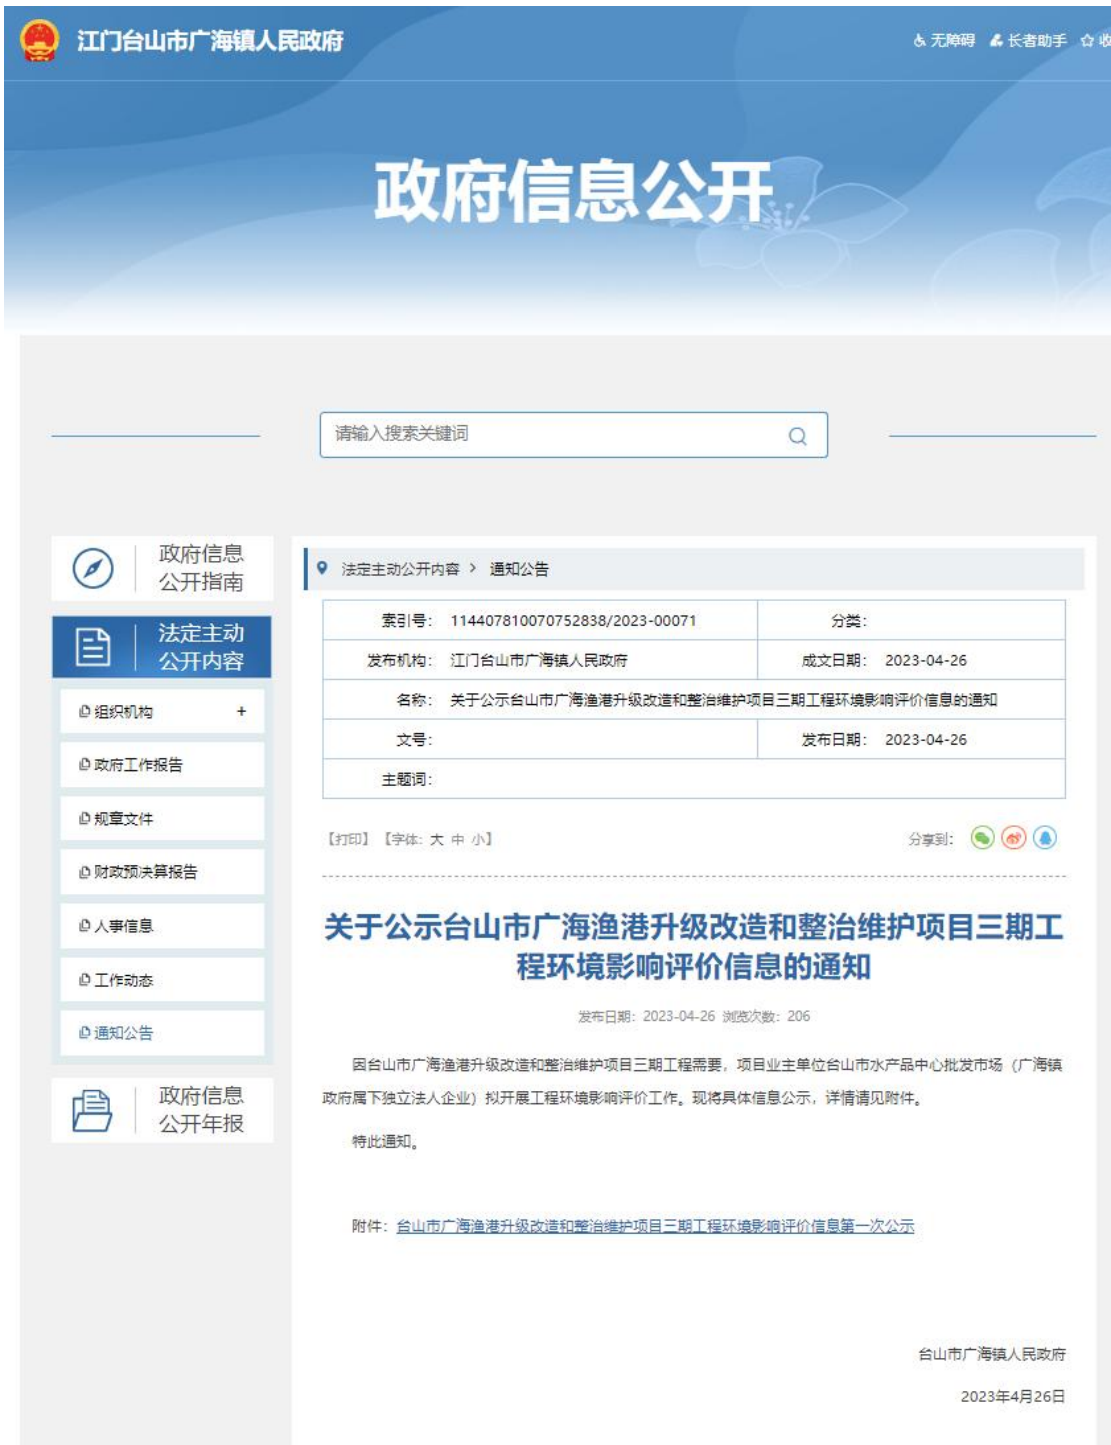 江门台山市广海镇人民政府
无障碍 长者助手 收
政府信息公开
请输入搜索关键词
政府信息
公开指南
法定主动
公开内容
组织机构 +
政府工作报告
规章文件
财政预决算报告
人事信息
工作动态
通知公告
政府信息
公开年报
法定主动公开内容 > 通知公告
索引号: 114407810070752838/2023-00071 分类:
发布机构: 江门台山市广海镇人民政府 成文日期: 2023-04-26
名称: 关于公示台山市广海渔港升级改造和整治维护项目三期工程环境影响评价信息的通知
文号: 发布日期: 2023-04-26
主题词:
【打印】【字体: 大 中 小】 分享到:
关于公示台山市广海渔港升级改造和整治维护项目三期工
程环境影响评价信息的通知
发布日期: 2023-04-26 浏览次数: 206
因台山市广海渔港升级改造和整治维护项目三期工程需要，项目业主单位台山市水产品中心批发市场（广海镇
政府属下独立法人企业）拟开展工程环境影响评价工作。现将具体信息公示，详情请见附件。
特此通知。
附件：台山市广海渔港升级改造和整治维护项目三期工程环境影响评价信息第一次公示
台山市广海镇人民政府
2023年4月26日